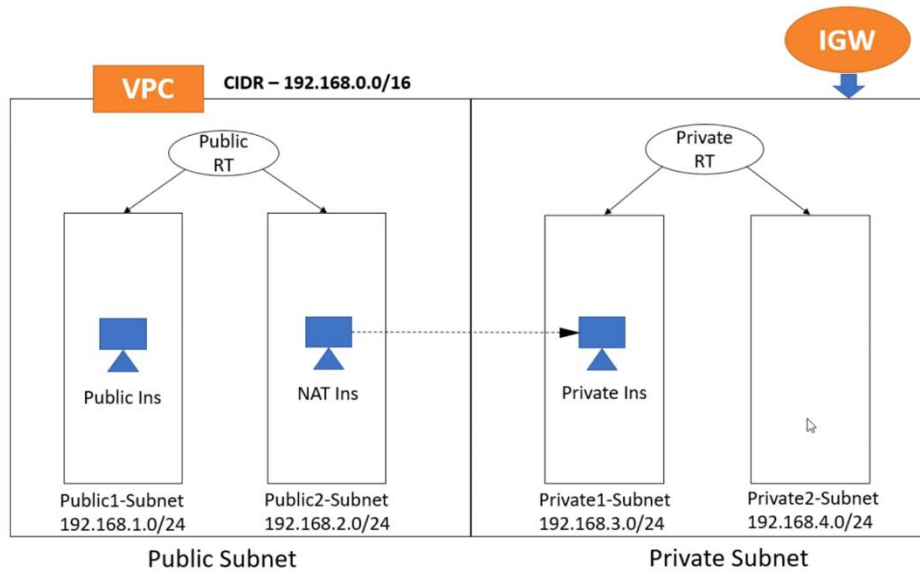 IGW
VPC
CIDR – 192.168.0.0/16
Public
RT
Private
RT
Public Ins
NAT Ins
Private Ins
Public1-Subnet
192.168.1.0/24
Public2-Subnet
192.168.2.0/24
Private1-Subnet
192.168.3.0/24
Private2-Subnet
192.168.4.0/24
Public Subnet
Private Subnet